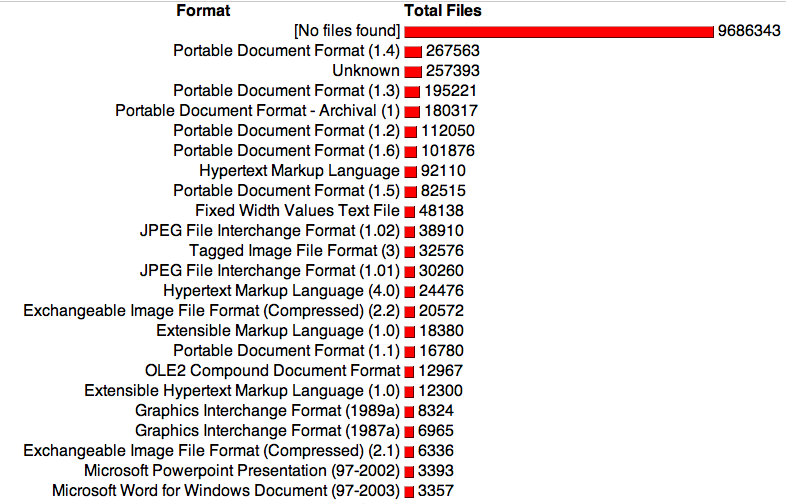 Format Total Files
[No files found] 9686343
Portable Document Format (1.4) 267563
Unknown 257393
Portable Document Format (1.3) 195221
Portable Document Format - Archival (1) 180317
Portable Document Format (1.2) 112050
Portable Document Format (1.6) 101876
Hypertext Markup Language 92110
Portable Document Format (1.5) 82515
Fixed Width Values Text File 48138
JPEG File Interchange Format (1.02) 38910
Tagged Image File Format (3) 32576
JPEG File Interchange Format (1.01) 30260
Hypertext Markup Language (4.0) 24476
Exchangeable Image File Format (Compressed) (2.2) 20572
Extensible Markup Language (1.0) 18380
Portable Document Format (1.1) 16780
OLE2 Compound Document Format 12967
Extensible Hypertext Markup Language (1.0) 12300
Graphics Interchange Format (1989a) 8324
Graphics Interchange Format (1987a) 6965
Exchangeable Image File Format (Compressed) (2.1) 6336
Microsoft Powerpoint Presentation (97-2002) 3393
Microsoft Word for Windows Document (97-2003) 3357